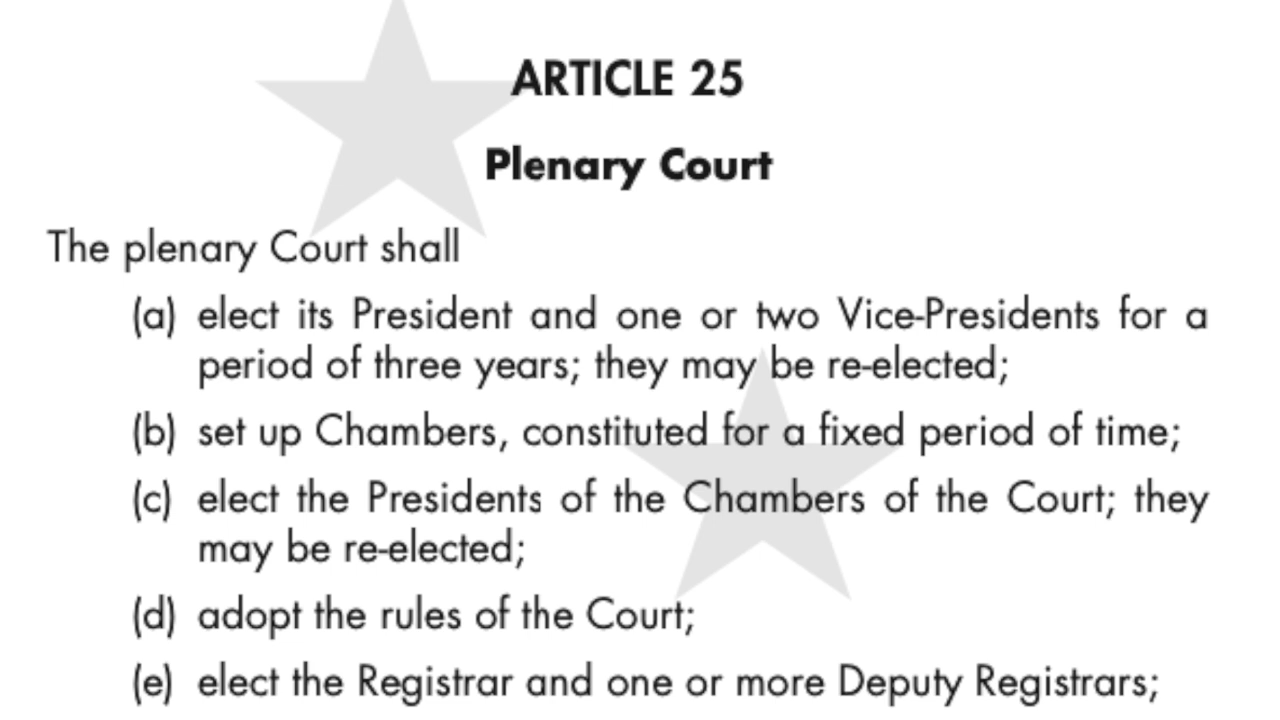 ARTICLE 25
Plenary Court
The plenary Court shall
(a) elect its President and one or two Vice-Presidents for a
period of three years; they may be re-elected;
(b) set up Chambers, constituted for a fixed period of time;
(c) elect the Presidents of the Chambers of the Court; they
may be re-elected;
(d) adopt the rules of the Court;
(e) elect the Registrar and one or more Deputy Registrars;